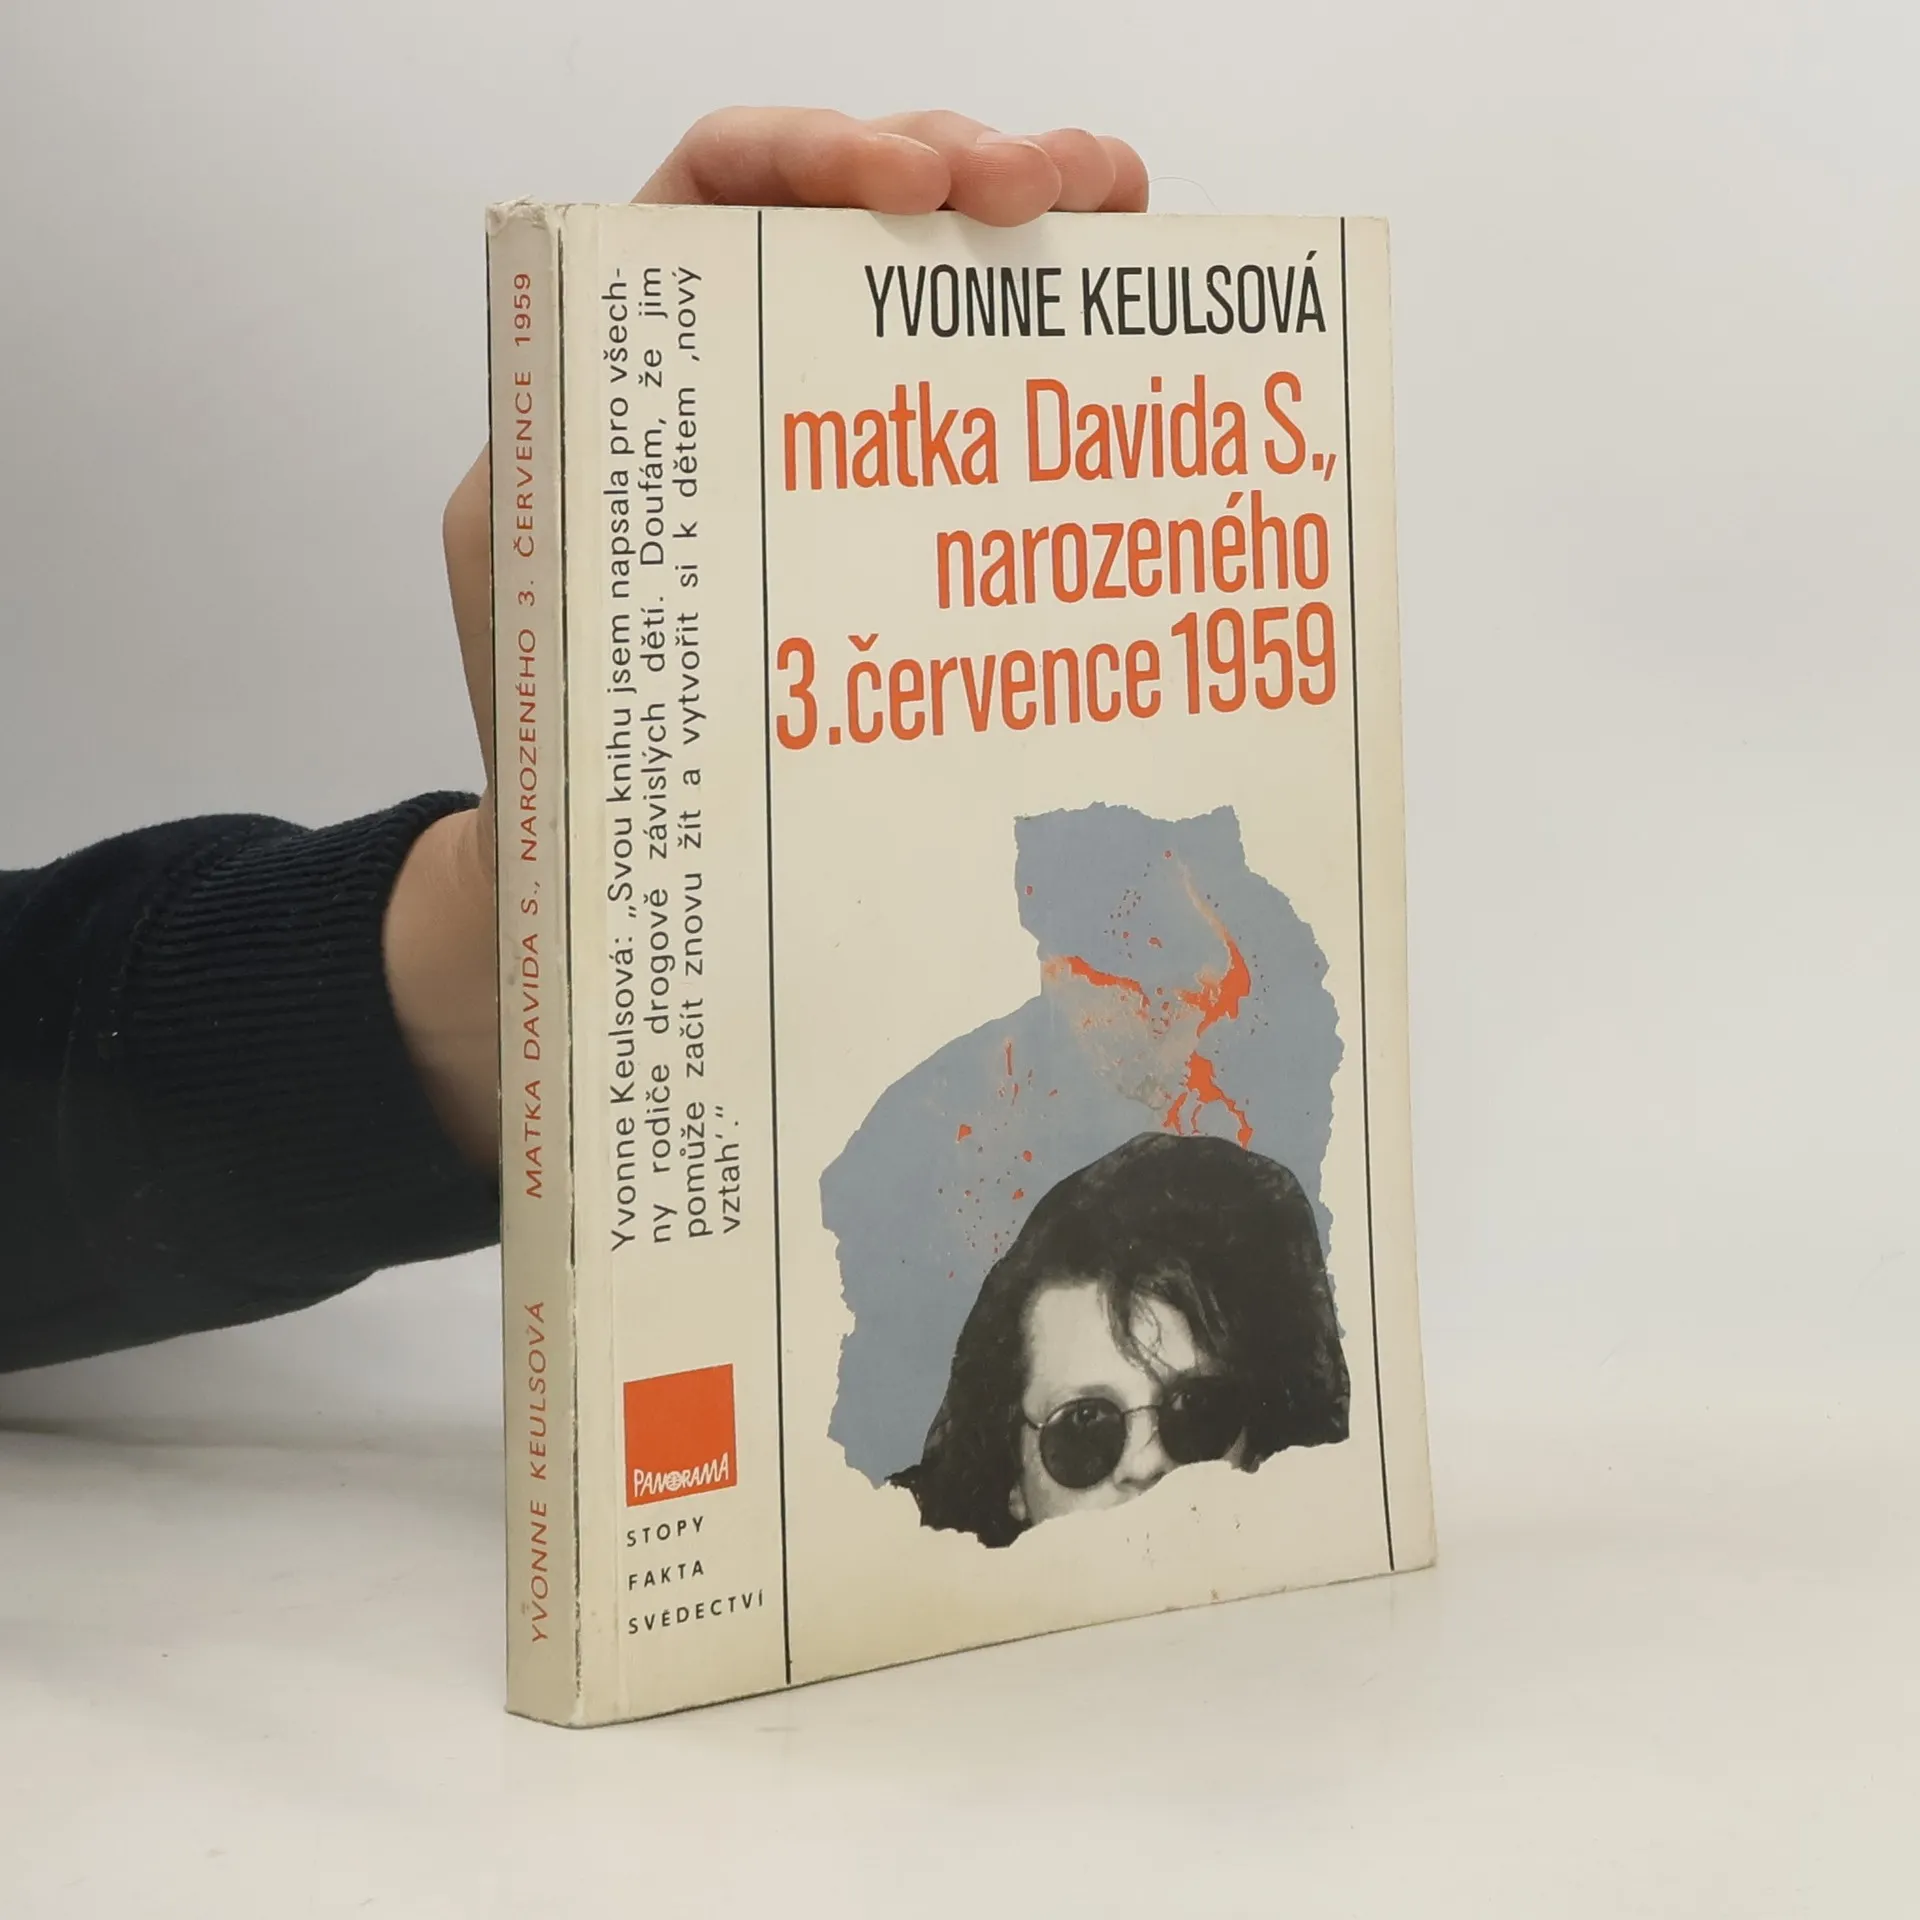 YVONNE KEULSOVÁ
matka Davida S.,
narozeného
3. července 1959
Yvonne Keulsová: „Svou knihu jsem napsala pro všech-
ny rodiče drogově závislých dětí. Doufám, že jim
pomůže začít znovu žít a vytvořit si k dětem ‚nový
vztah‘.“
PANORAMA
STOPY
FAKTA
SVĚDECTVÍ
YVONNE KEULSOVÁ MATKA DAVIDA S., NAROZENÉHO 3. ČERVENCE 1959